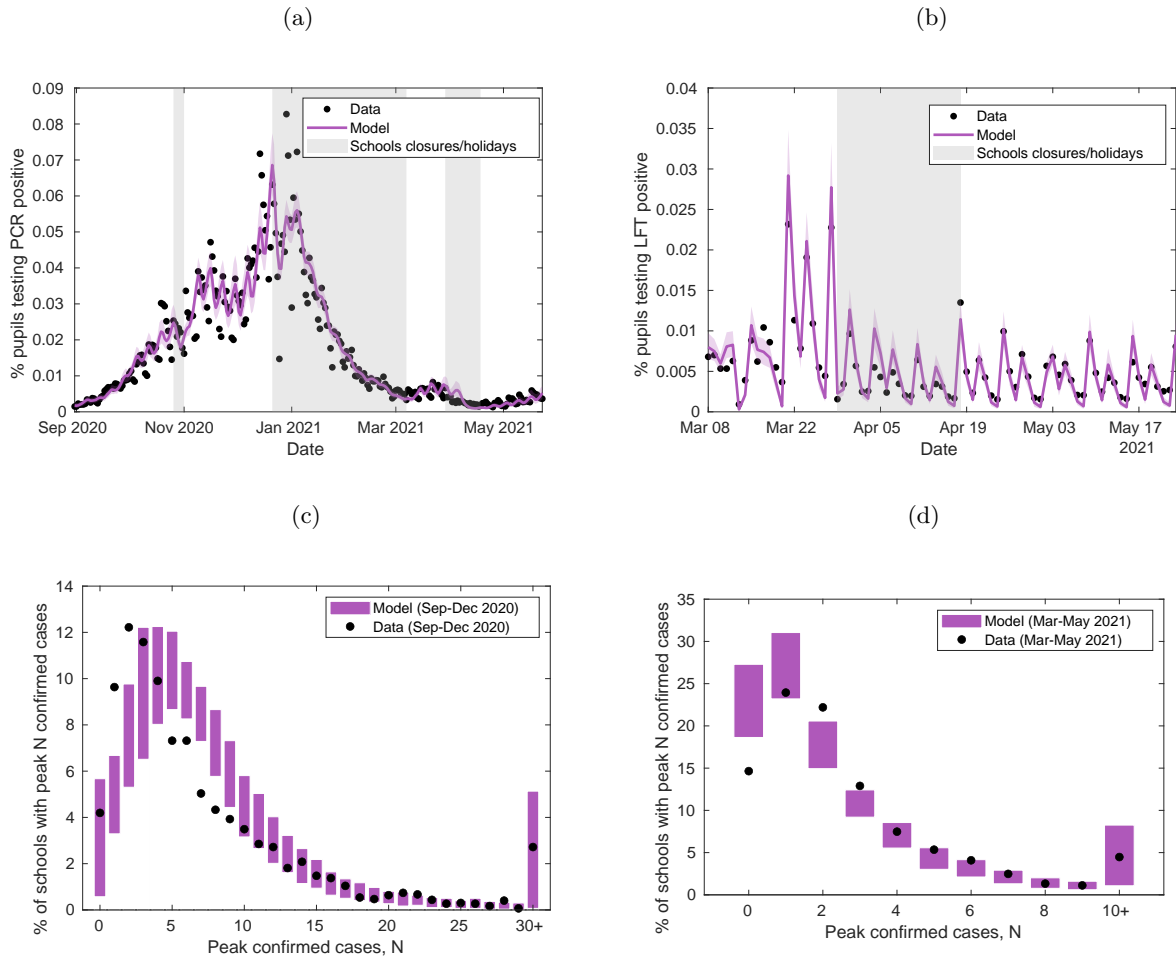 (a)
% pupils testing PCR positive
0.09
0.08
0.07
0.06
0.05
0.04
0.03
0.02
0.01
0
Data
Model
Schools closures/holidays
Sep 2020 Nov 2020 Jan 2021 Mar 2021 May 2021
Date
(b)
% pupils testing LFT positive
0.04
0.035
0.03
0.025
0.02
0.015
0.01
0.005
0
Data
Model
Schools closures/holidays
Mar 08 Mar 22 Apr 05 Apr 19 May 03 May 17
2021
Date
(c)
% of schools with peak N confirmed cases
14
12
10
8
6
4
2
0
Model (Sep-Dec 2020)
Data (Sep-Dec 2020)
0 5 10 15 20 25 30+
Peak confirmed cases, N
(d)
% of schools with peak N confirmed cases
35
30
25
20
15
10
5
0
Model (Mar-May 2021)
Data (Mar-May 2021)
0 2 4 6 8 10+
Peak confirmed cases, N